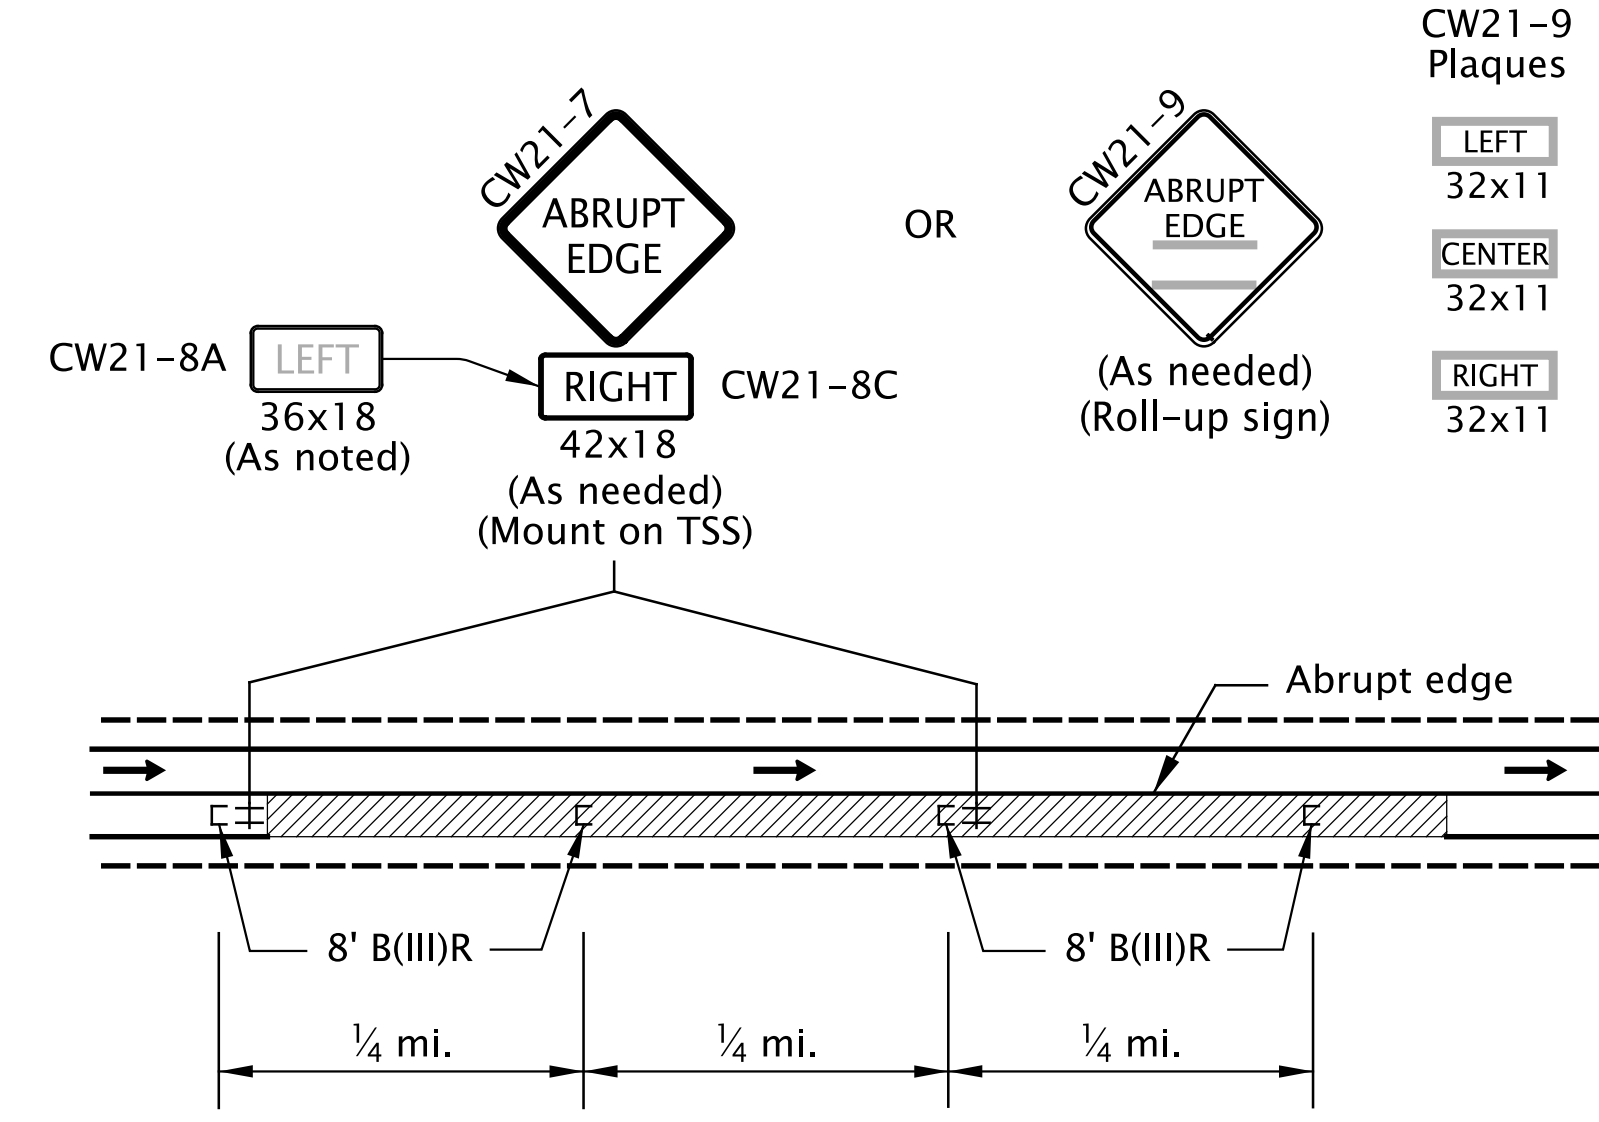 CW21-9
Plaques
CW21-7
ABRUPT
EDGE
OR
CW21-9
ABRUPT
EDGE
LEFT
32x11
CENTER
32x11
RIGHT
32x11
CW21-8A
LEFT
36x18
(As noted)
RIGHT
CW21-8C
42x18
(As needed)
(Mount on TSS)
(As needed)
(Roll-up sign)
Abrupt edge
8' B(III)R
8' B(III)R
¼ mi.
¼ mi.
¼ mi.